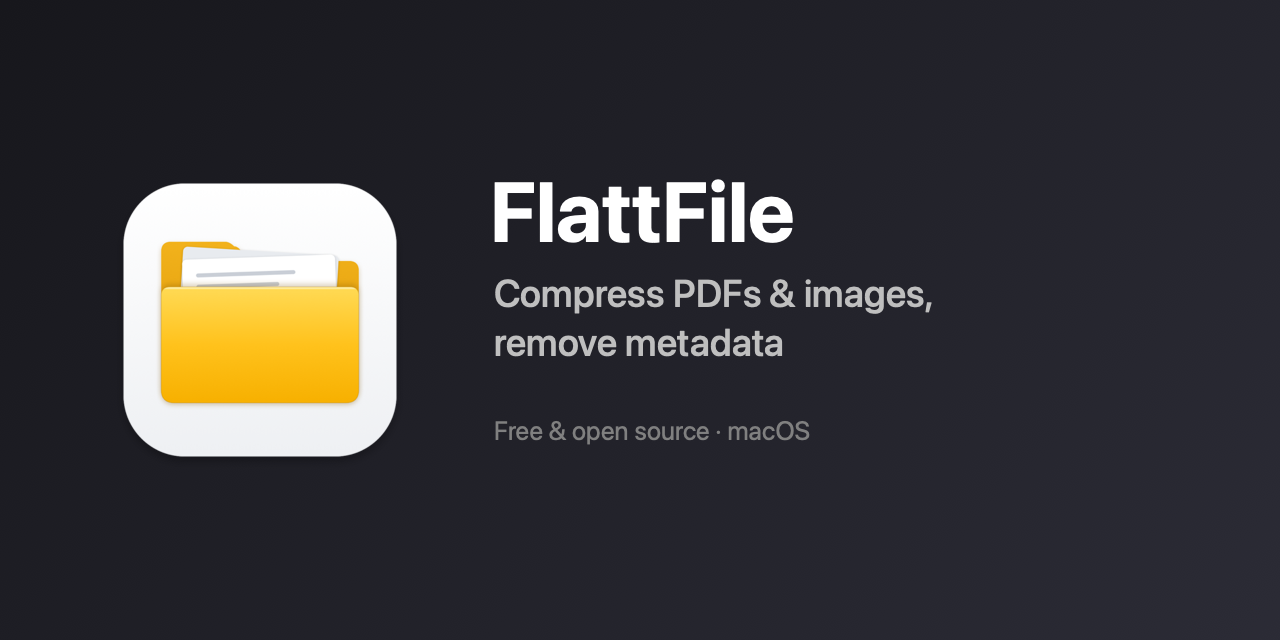 FlattFile
Compress PDFs & images,
remove metadata
Free & open source · macOS